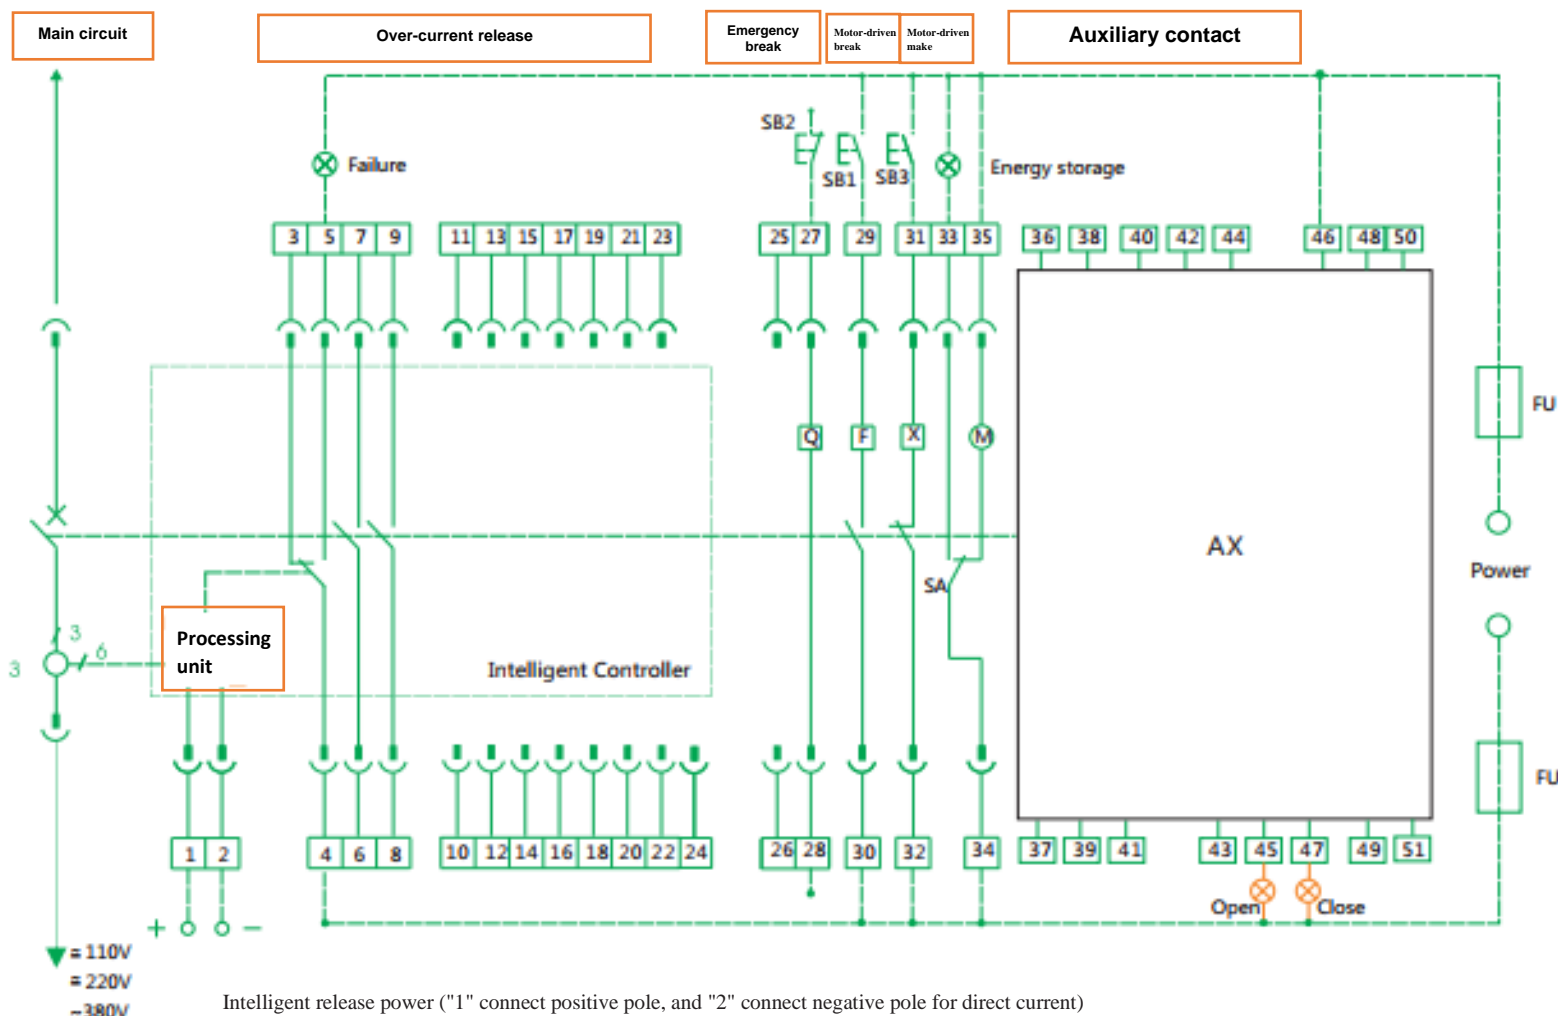 Main circuit
Over-current release
Emergency
break
Motor-driven
break
Motor-driven
make
Auxiliary contact
SB2
SB1
SB3
Failure
Energy storage
3 5 7 9
11 13 15 17 19 21 23
25 27
29
31 33 35
36 38 40 42 44 46 48 50
FU
Q
F
X
M
AX
Power
SA
Processing
unit
3
6
3
Intelligent Controller
FU
1 2
4 6 8
10 12 14 16 18 20 22 24
26 28
30
32
34
37 39 41 43 45 47 49 51
Open
Close
+
−
= 110V
= 220V
~380V
Intelligent release power ("1" connect positive pole, and "2" connect negative pole for direct current)